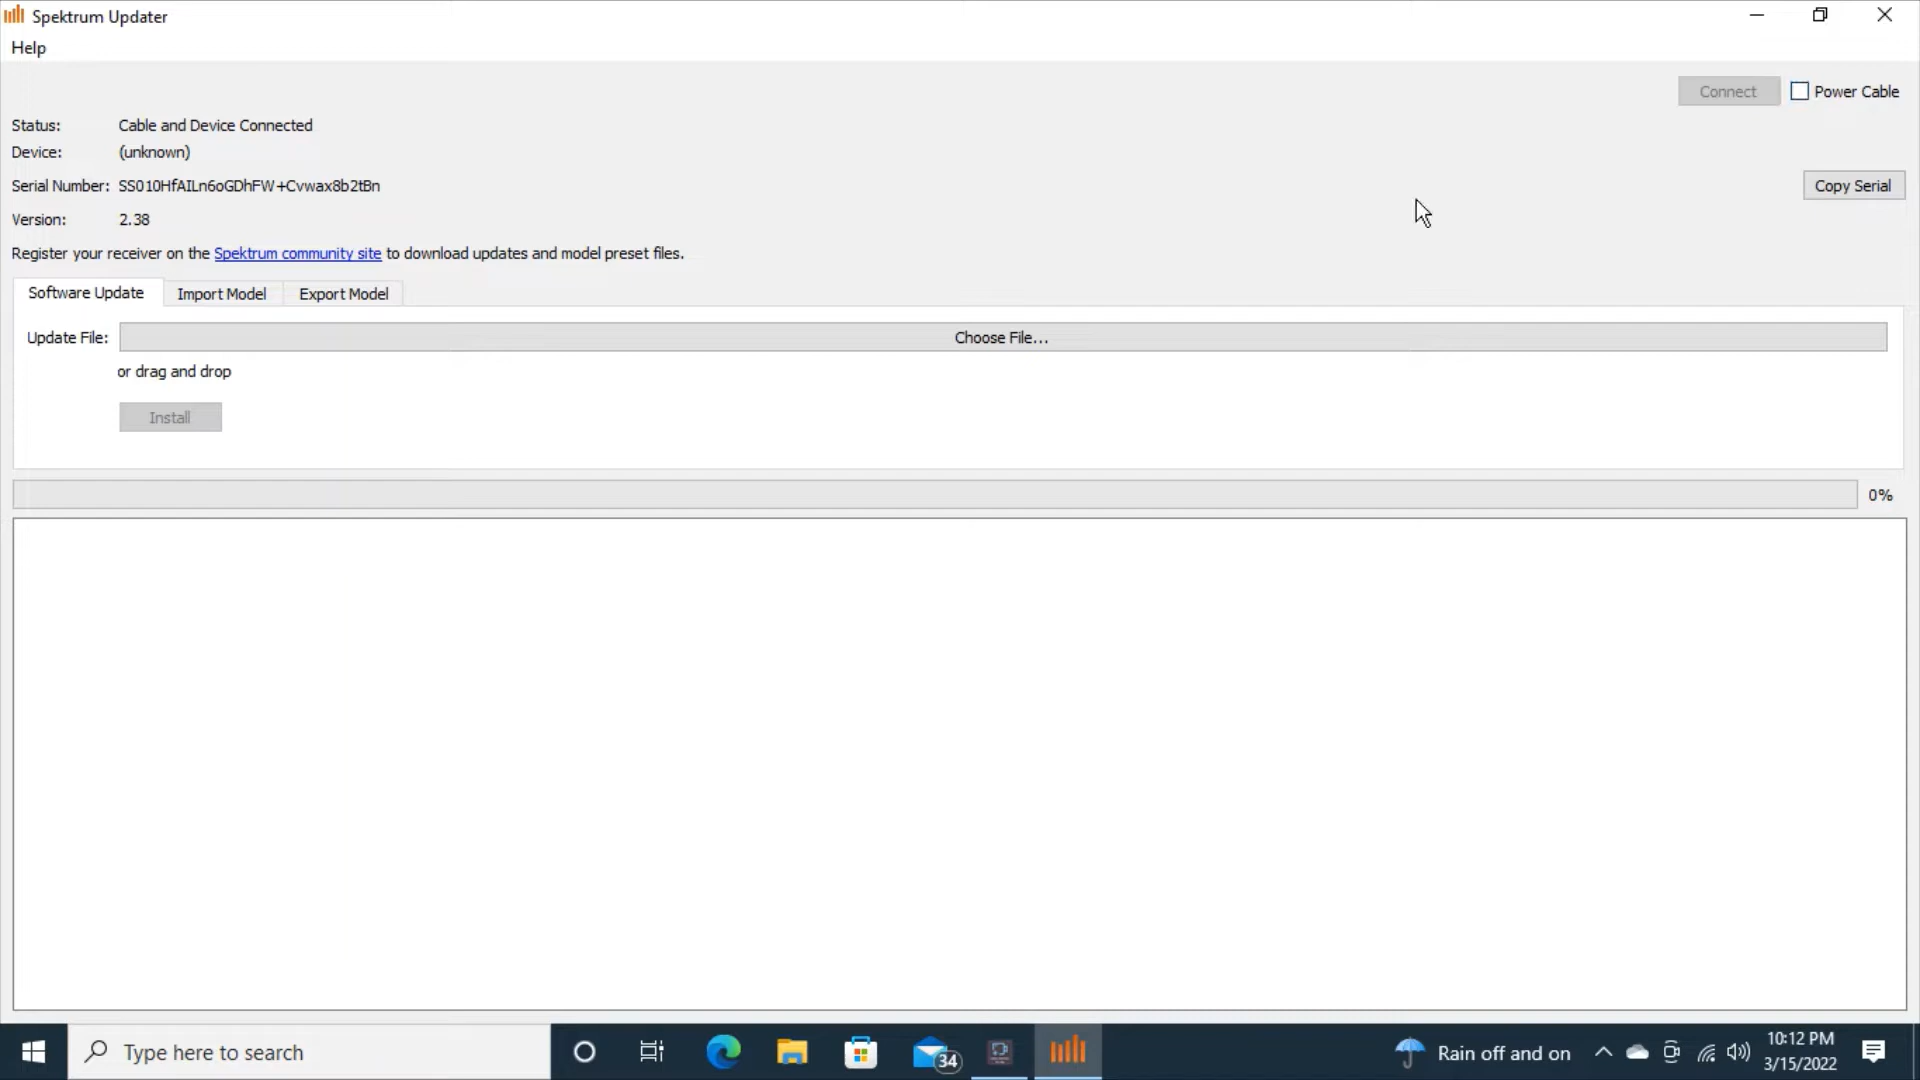 Spektrum Updater
Help
Connect Power Cable
Status: Cable and Device Connected
Device: (unknown)
Serial Number: SS010HfAILn6oGDhFW+Cvwax8b2tBn Copy Serial
Version: 2.38
Register your receiver on the Spektrum community site to download updates and model preset files.
Software Update Import Model Export Model
Update File: Choose File...
or drag and drop
Install
0%
Type here to search 34 Rain off and on 10:12 PM
3/15/2022